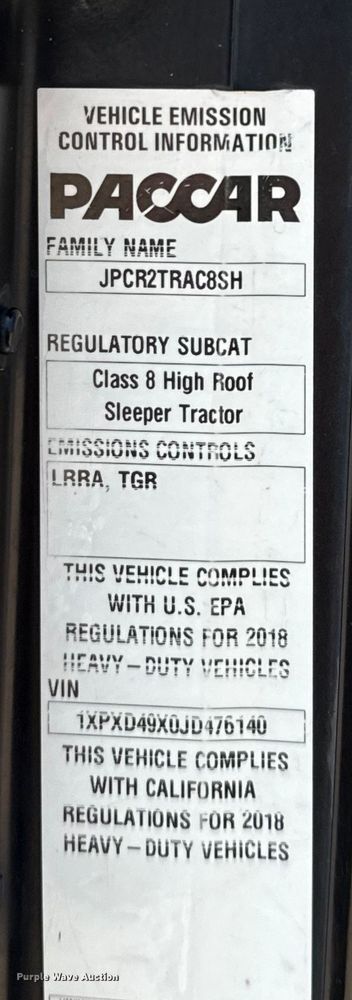 VEHICLE EMISSION
CONTROL INFORMATION
PACCAR
FAMILY NAME
JPCR2TRAC8SH
REGULATORY SUBCAT
Class 8 High Roof
Sleeper Tractor
EMISSIONS CONTROLS
LRRA, TGR
THIS VEHICLE COMPLIES
WITH U.S. EPA
REGULATIONS FOR 2018
HEAVY-DUTY VEHICLES
VIN
1XPXD49X0JD476140
THIS VEHICLE COMPLIES
WITH CALIFORNIA
REGULATIONS FOR 2018
HEAVY-DUTY VEHICLES
Purple Wave Auction